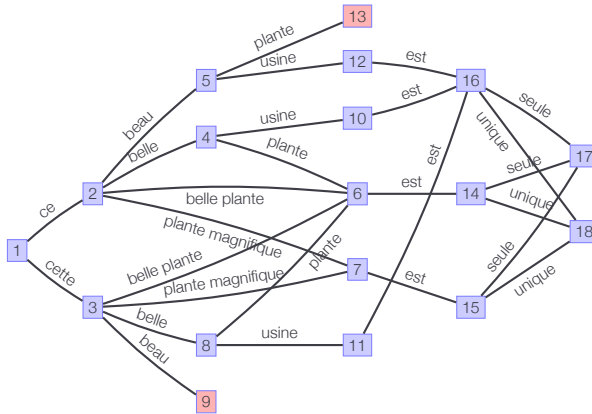 13
plante
5
usine
12
est
16
beau
4
usine
10
est
seule
belle
plante
unique
17
ce
2
belle plante
6
est
est
14
seule
unique
1
plante magnifique
plante
18
cette
belle plante
plante magnifique
7
est
seule
unique
3
15
belle
8
usine
11
beau
9